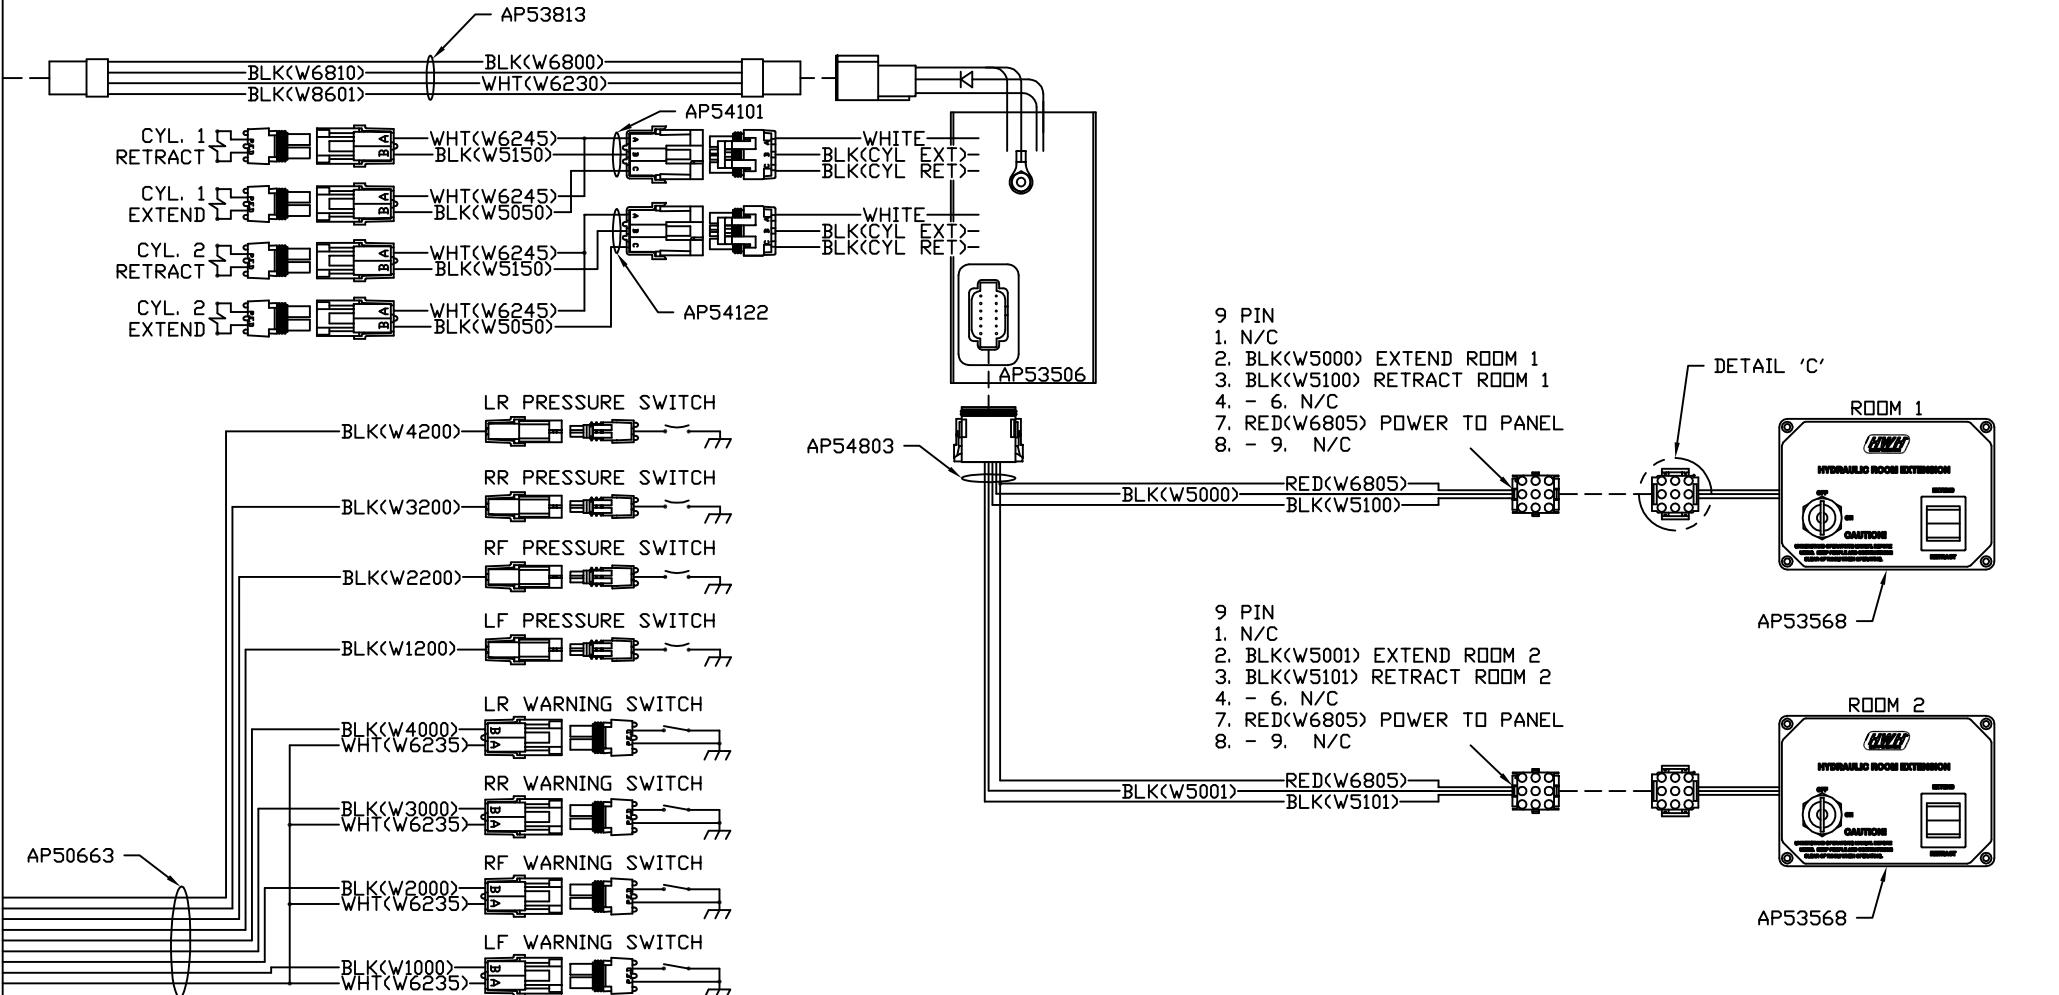 AP53813
BLK(W6800)
BLK(W6810)
WHT(W6230)
BLK(W8601)
AP54101
CYL. 1
RETRACT
WHT(W6245)
BLK(W5150)
WHITE
BLK(CYL EXT)
BLK(CYL RET)
CYL. 1
EXTEND
WHT(W6245)
BLK(W5050)
WHITE
BLK(CYL EXT)
BLK(CYL RET)
CYL. 2
RETRACT
WHT(W6245)
BLK(W5150)
CYL. 2
EXTEND
WHT(W6245)
BLK(W5050)
AP54122
AP53506
AP54803
LR PRESSURE SWITCH
BLK(W4200)
RR PRESSURE SWITCH
BLK(W3200)
RF PRESSURE SWITCH
BLK(W2200)
LF PRESSURE SWITCH
BLK(W1200)
LR WARNING SWITCH
BLK(W4000)
WHT(W6235)
RR WARNING SWITCH
BLK(W3000)
WHT(W6235)
RF WARNING SWITCH
BLK(W2000)
WHT(W6235)
LF WARNING SWITCH
BLK(W1000)
WHT(W6235)
AP50663
9 PIN
1. N/C
2. BLK(W5000) EXTEND ROOM 1
3. BLK(W5100) RETRACT ROOM 1
4. - 6. N/C
7. RED(W6805) POWER TO PANEL
8. - 9. N/C
RED(W6805)
BLK(W5000)
BLK(W5100)
DETAIL 'C'
ROOM 1
HWH
HYDRAULIC ROOM EXTENSION
OFF
ON
EXTEND
CAUTION!
RETRACT
AP53568
9 PIN
1. N/C
2. BLK(W5001) EXTEND ROOM 2
3. BLK(W5101) RETRACT ROOM 2
4. - 6. N/C
7. RED(W6805) POWER TO PANEL
8. - 9. N/C
RED(W6805)
BLK(W5001)
BLK(W5101)
ROOM 2
HWH
HYDRAULIC ROOM EXTENSION
OFF
ON
EXTEND
CAUTION!
RETRACT
AP53568